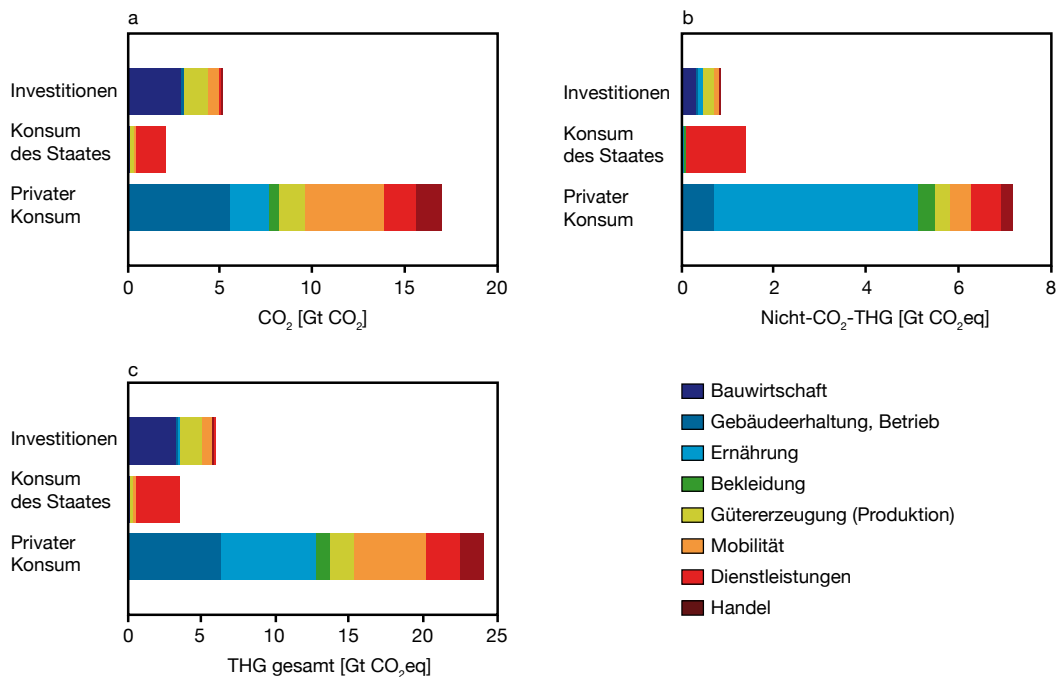 a
Investitionen
Konsum
des Staates
Privater
Konsum
0 5 10 15 20
CO₂ [Gt CO₂]
b
Investitionen
Konsum
des Staates
Privater
Konsum
0 2 4 6 8
Nicht-CO₂-THG [Gt CO₂eq]
c
Investitionen
Konsum
des Staates
Privater
Konsum
0 5 10 15 20 25
THG gesamt [Gt CO₂eq]
Bauwirtschaft
Gebäudeerhaltung, Betrieb
Ernährung
Bekleidung
Gütererzeugung (Produktion)
Mobilität
Dienstleistungen
Handel